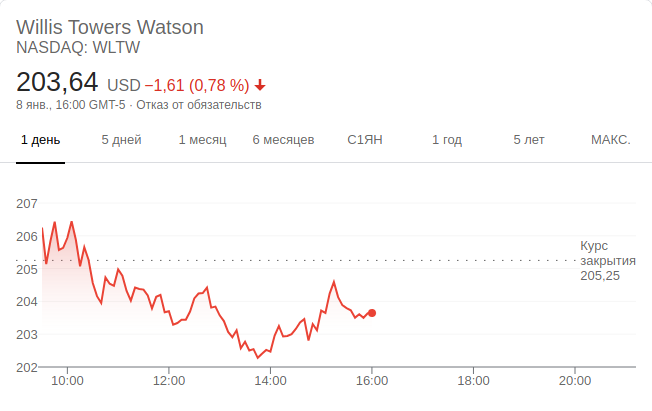 Willis Towers Watson
NASDAQ: WLTW
203,64 USD −1,61 (0,78 %)
8 янв., 16:00 GMT-5 · Отказ от обязательств
1 день 5 дней 1 месяц 6 месяцев С1ЯН 1 год 5 лет МАКС.
207
206
Курс
закрытия
205,25
205
204
203
202
10:00 12:00 14:00 16:00 18:00 20:00